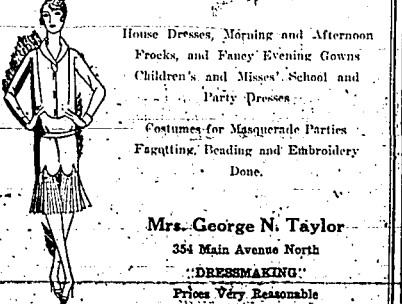 House Dresses, Morning and Afternoon
Frocks, and Fancy Evening Gowns
Children's and Misses' School and
Party Dresses
Costumes for Masquerade Parties
Fagotting, Beading and Embroidery
Done.
Mrs. George N. Taylor
354 Main Avenue North
"DRESSMAKING"
Prices Very Reasonable